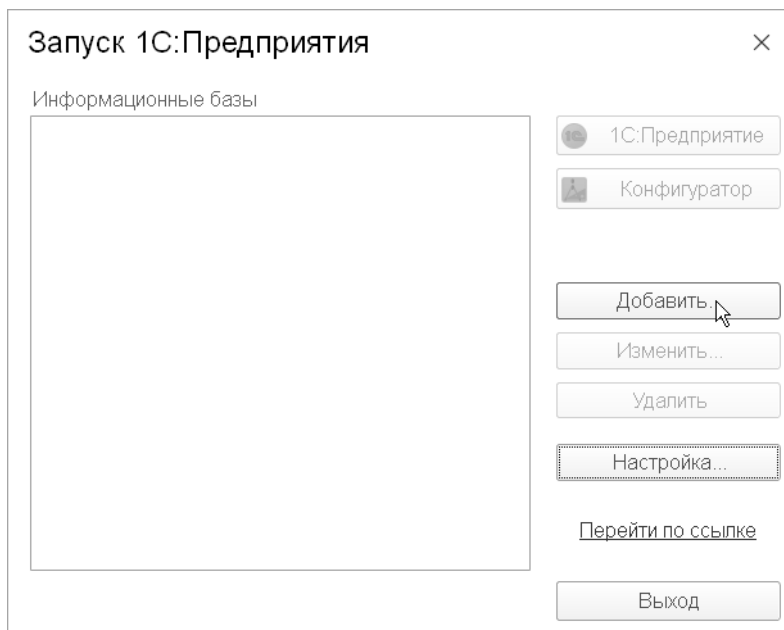 Запуск 1С:Предприятия
Информационные базы
1С:Предприятие
Конфигуратор
Добавить...
Изменить...
Удалить
Настройка...
Перейти по ссылке
Выход